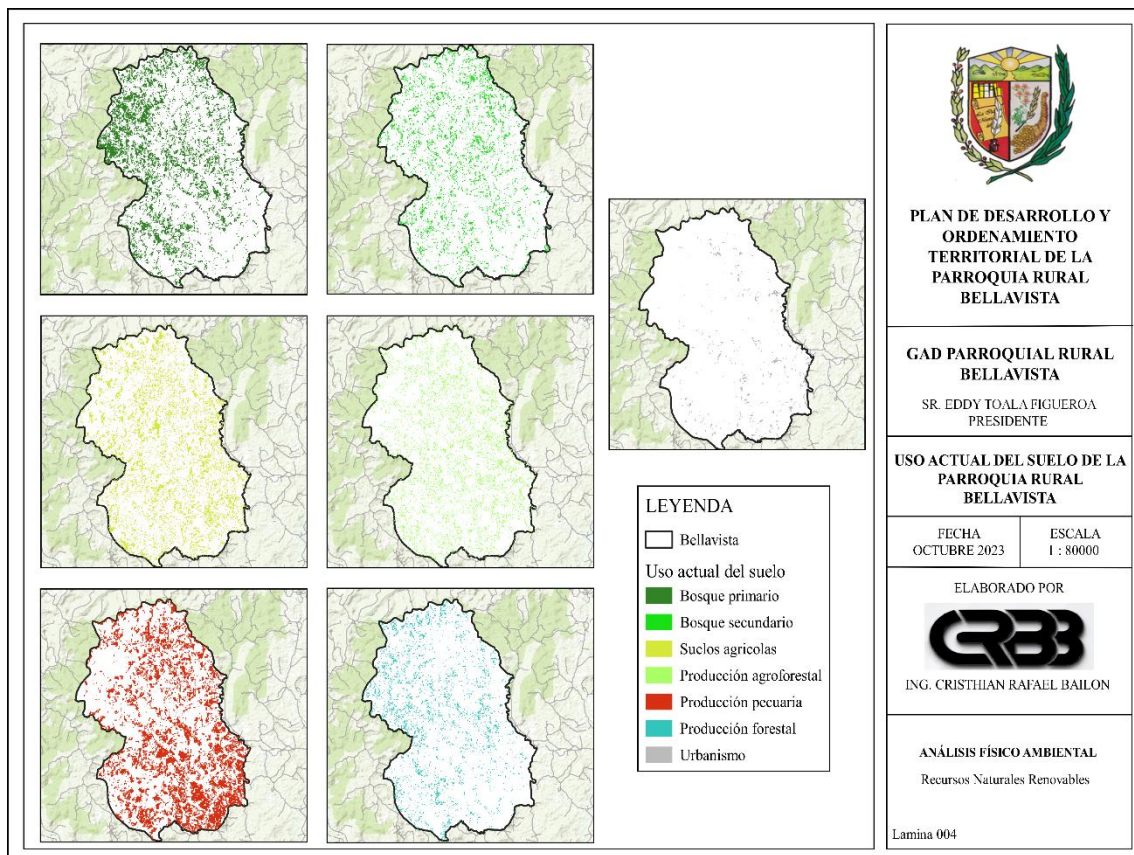 LEYENDA
Bellavista
Uso actual del suelo
Bosque primario
Bosque secundario
Suelos agricolas
Producción agroforestal
Producción pecuaria
Producción forestal
Urbanismo
PLAN DE DESARROLLO Y
ORDENAMIENTO
TERRITORIAL DE LA
PARROQUIA RURAL
BELLAVISTA
GAD PARROQUIAL RURAL
BELLAVISTA
SR. EDDY TOALA FIGUEROA
PRESIDENTE
USO ACTUAL DEL SUELO DE LA
PARROQUIA RURAL
BELLAVISTA
FECHA
OCTUBRE 2023
ESCALA
1 : 80000
ELABORADO POR
CRBB
ING. CRISTHIAN RAFAEL BAILON
ANÁLISIS FÍSICO AMBIENTAL
Recursos Naturales Renovables
Lamina 004